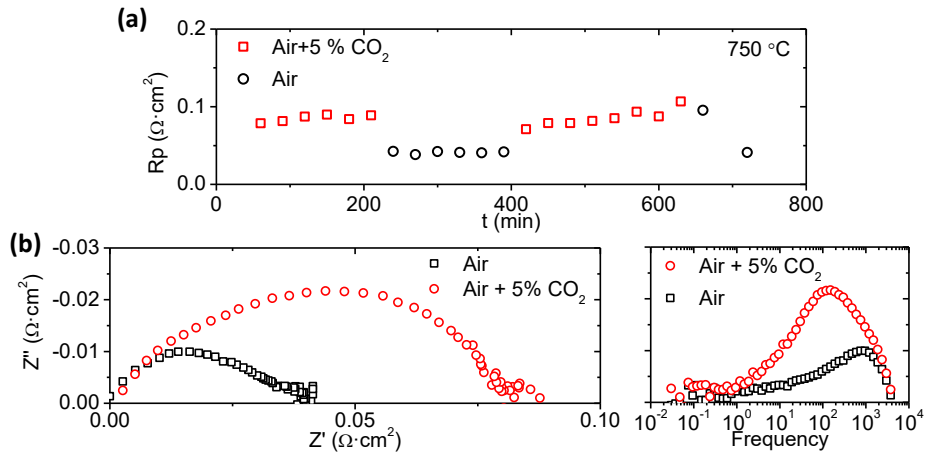 (a)
Air+5 % CO₂
Air
750 °C
0.2
0.1
0.0
Rp (Ω·cm²)
0 200 400 600 800
t (min)
(b)
Air
Air + 5% CO₂
-0.03
-0.02
-0.01
0.00
Z'' (Ω·cm²)
0.00 0.05 0.10
Z' (Ω·cm²)
Air + 5% CO₂
Air
10⁻² 10⁻¹ 10⁰ 10¹ 10² 10³ 10⁴
Frequency